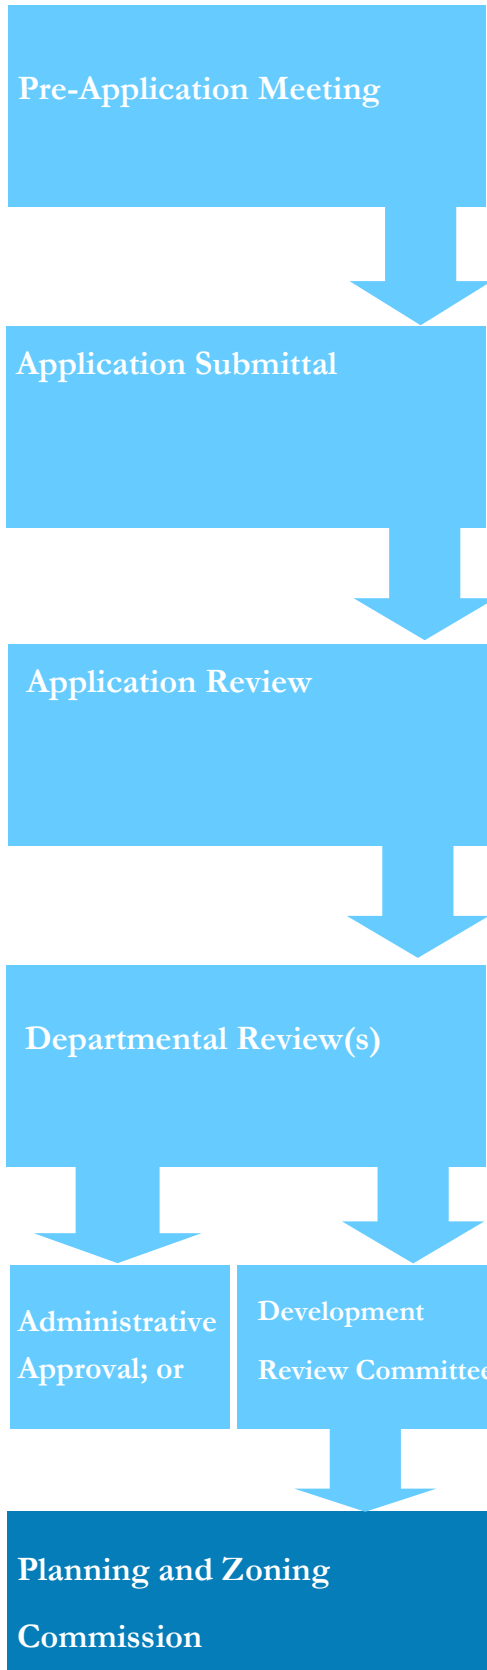 Pre-Application Meeting
Application Submittal
Application Review
Departmental Review(s)
Administrative
Approval; or
Development
Review Committee
Planning and Zoning
Commission